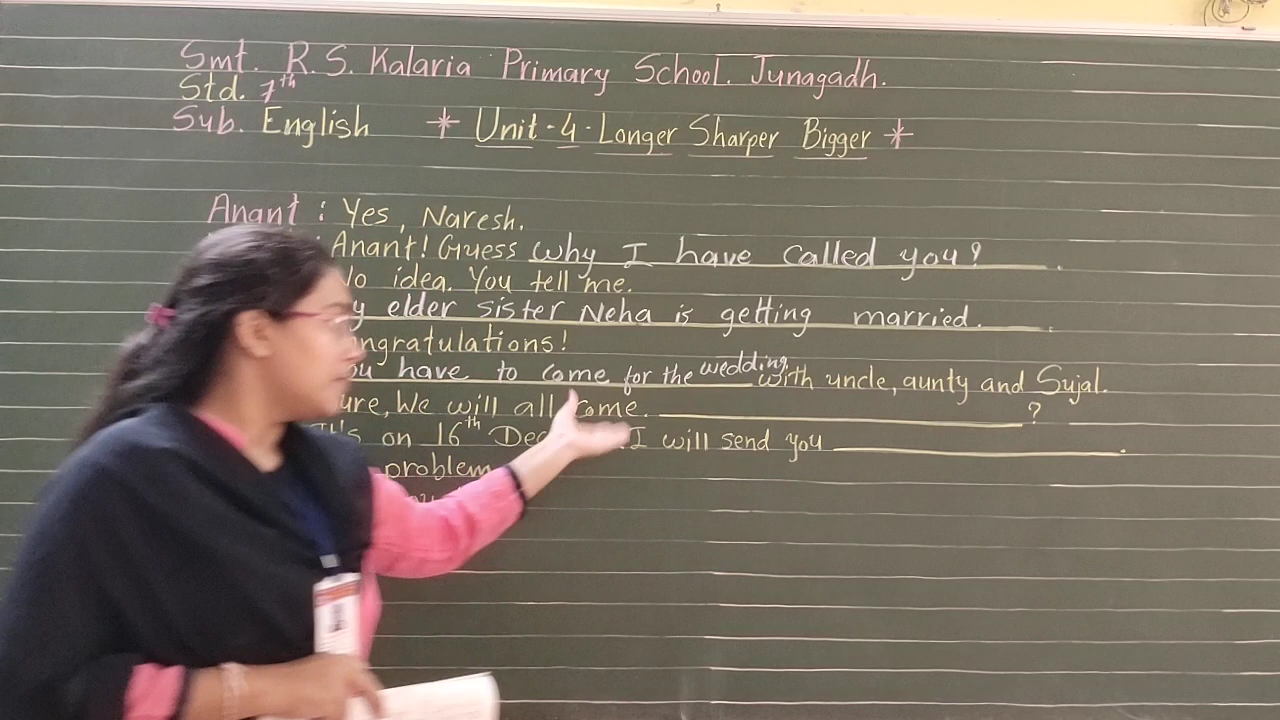 Smt. R.S. Kalaria Primary School. Junagadh.
Std. 7th
Sub. English * Unit-4. Longer Sharper Bigger *
Anant : Yes, Naresh.
: Anant! Guess why I have called you? .
No idea. You tell me.
elder sister Neha is getting married. .
ngratulations!
have to come for the wedding with uncle, aunty and Sujal.
ure, We will all come. ?
It's on 16th Dec I will send you .
problem